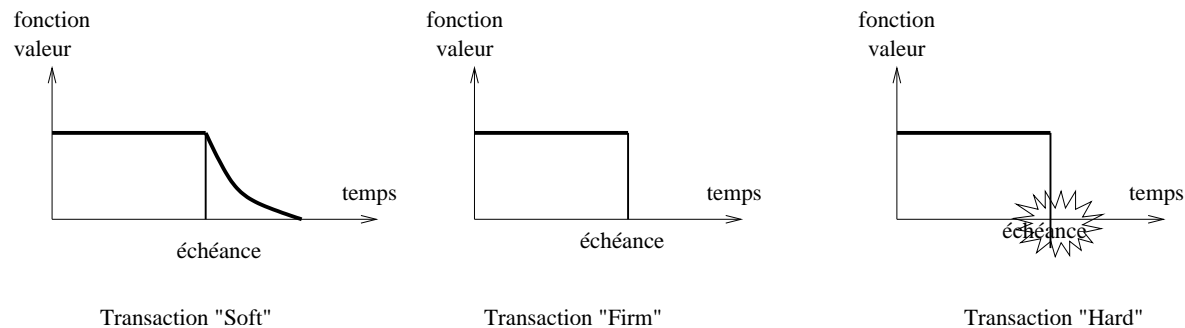 fonction
valeur
temps
échéance
Transaction "Soft"
fonction
valeur
temps
échéance
Transaction "Firm"
fonction
valeur
temps
échéance
Transaction "Hard"